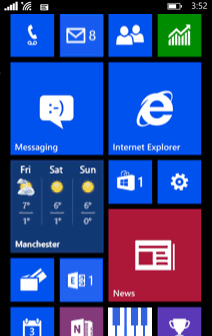 3:52
8
Messaging
Internet Explorer
Fri Sat Sun
7° 6° 6°
1° 1° 0°
Manchester
1
1
News
3